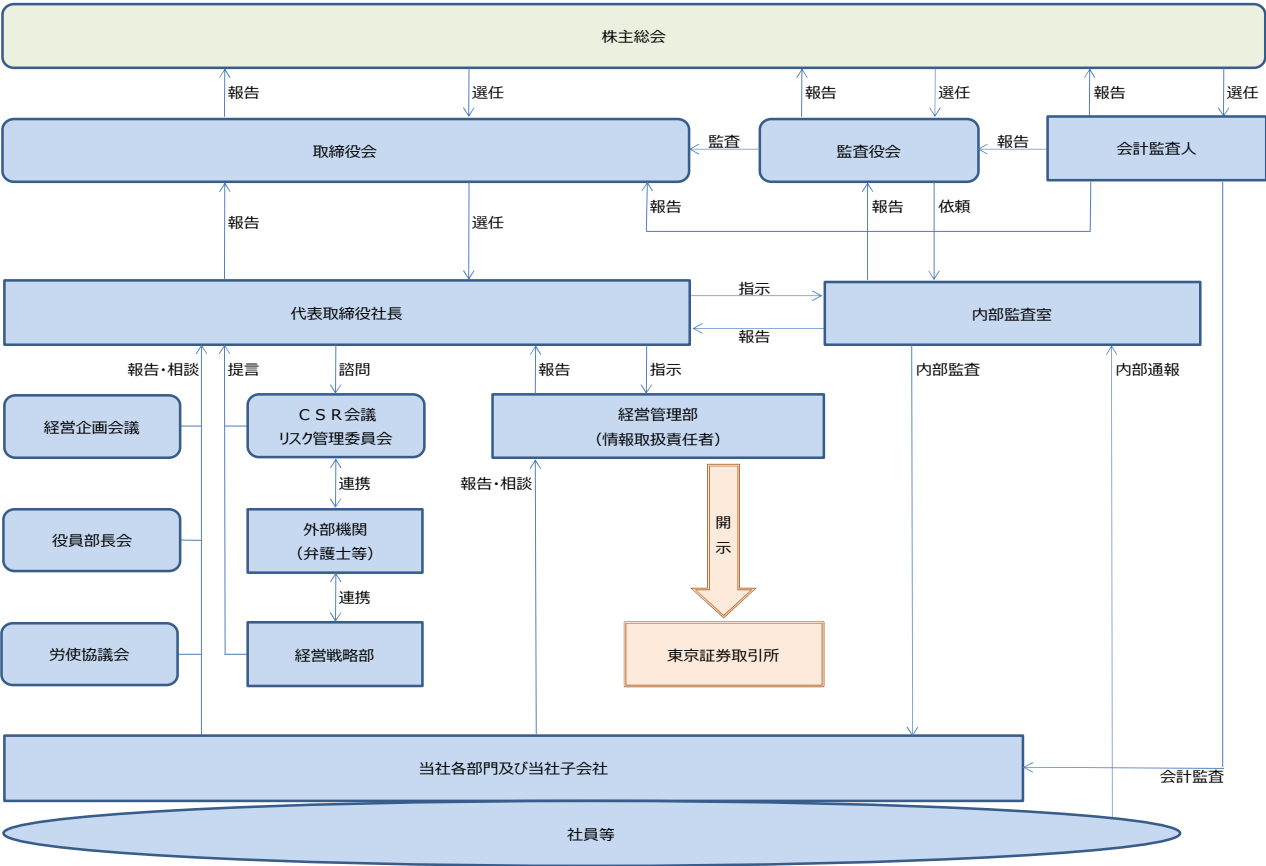 株主総会
報告
選任
報告
選任
報告
選任
取締役会
監査
監査役会
報告
会計監査人
報告
選任
報告
報告
依頼
代表取締役社長
指示
報告
内部監査室
報告・相談
提言
諮問
報告
指示
内部監査
内部通報
経営企画会議
ＣＳＲ会議
リスク管理委員会
経営管理部
（情報取扱責任者）
連携
報告・相談
役員部長会
外部機関
（弁護士等）
開
示
連携
労使協議会
経営戦略部
東京証券取引所
当社各部門及び当社子会社
会計監査
社員等